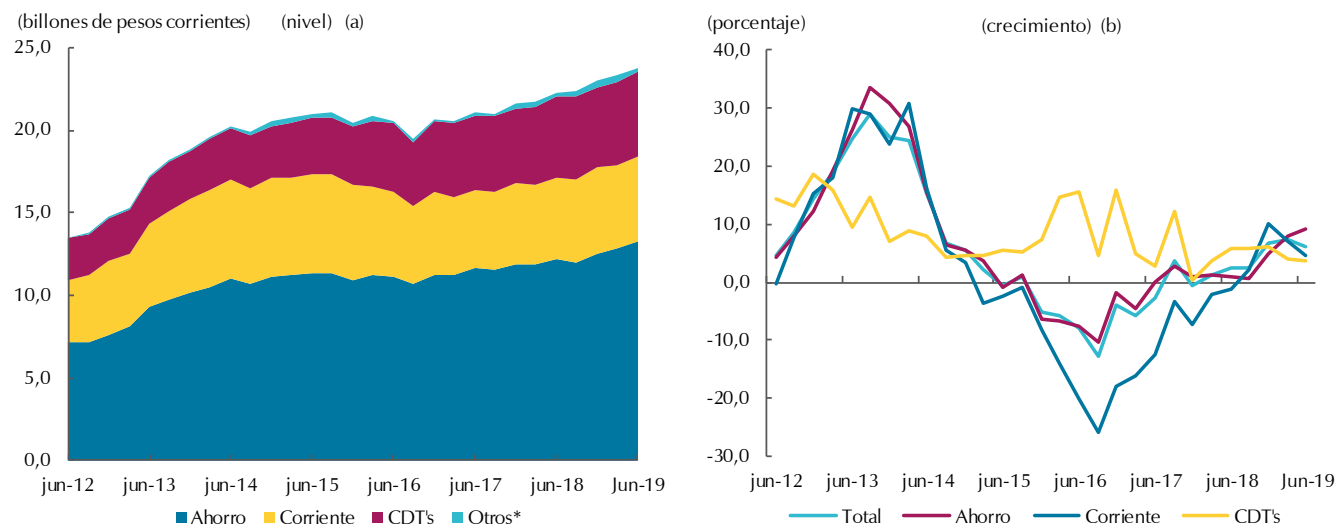 (billones de pesos corrientes) (nivel) (a)
25,0
20,0
15,0
10,0
5,0
0,0
jun-12 jun-13 jun-14 jun-15 jun-16 jun-17 jun-18 Jun-19
Ahorro Corriente CDT's Otros*
(porcentaje) (crecimiento) (b)
40,0
30,0
20,0
10,0
0,0
-10,0
-20,0
-30,0
jun-12 jun-13 jun-14 jun-15 jun-16 jun-17 jun-18 Jun-19
Total Ahorro Corriente CDT's